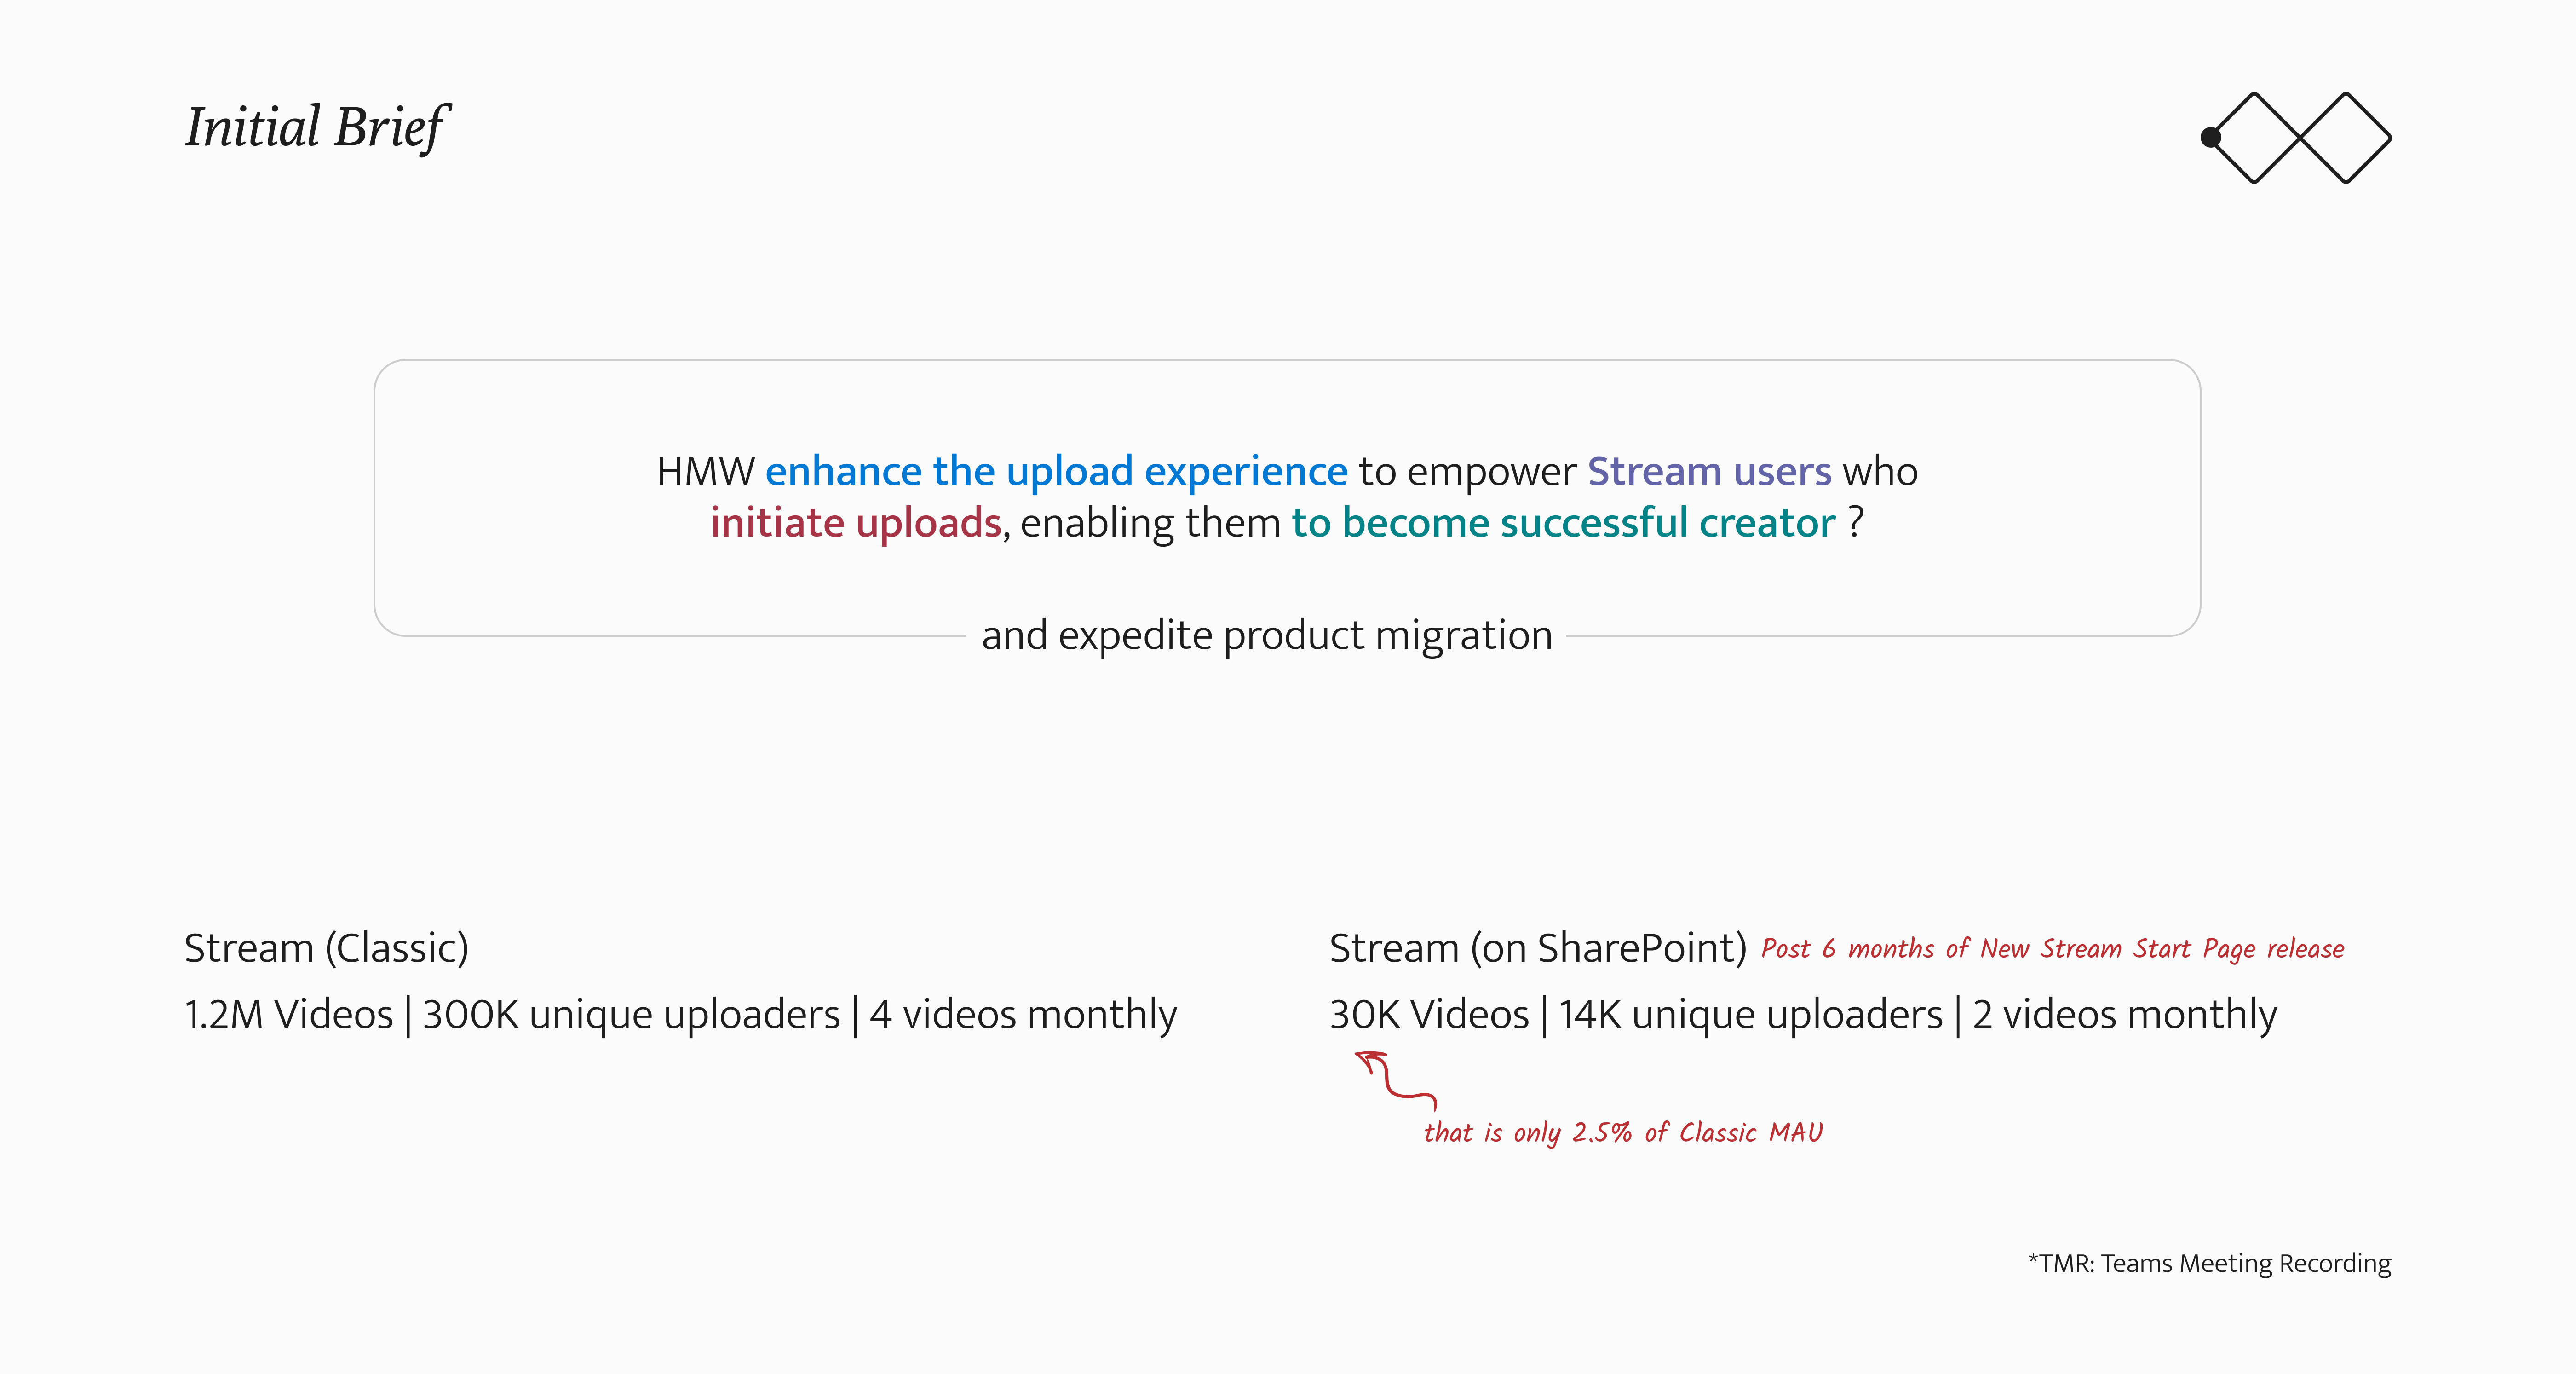 Initial Brief
HMW enhance the upload experience to empower Stream users who
initiate uploads, enabling them to become successful creator ?
and expedite product migration
Stream (Classic)
1.2M Videos | 300K unique uploaders | 4 videos monthly
Stream (on SharePoint) Post 6 months of New Stream Start Page release
30K Videos | 14K unique uploaders | 2 videos monthly
that is only 2.5% of Classic MAU
*TMR: Teams Meeting Recording